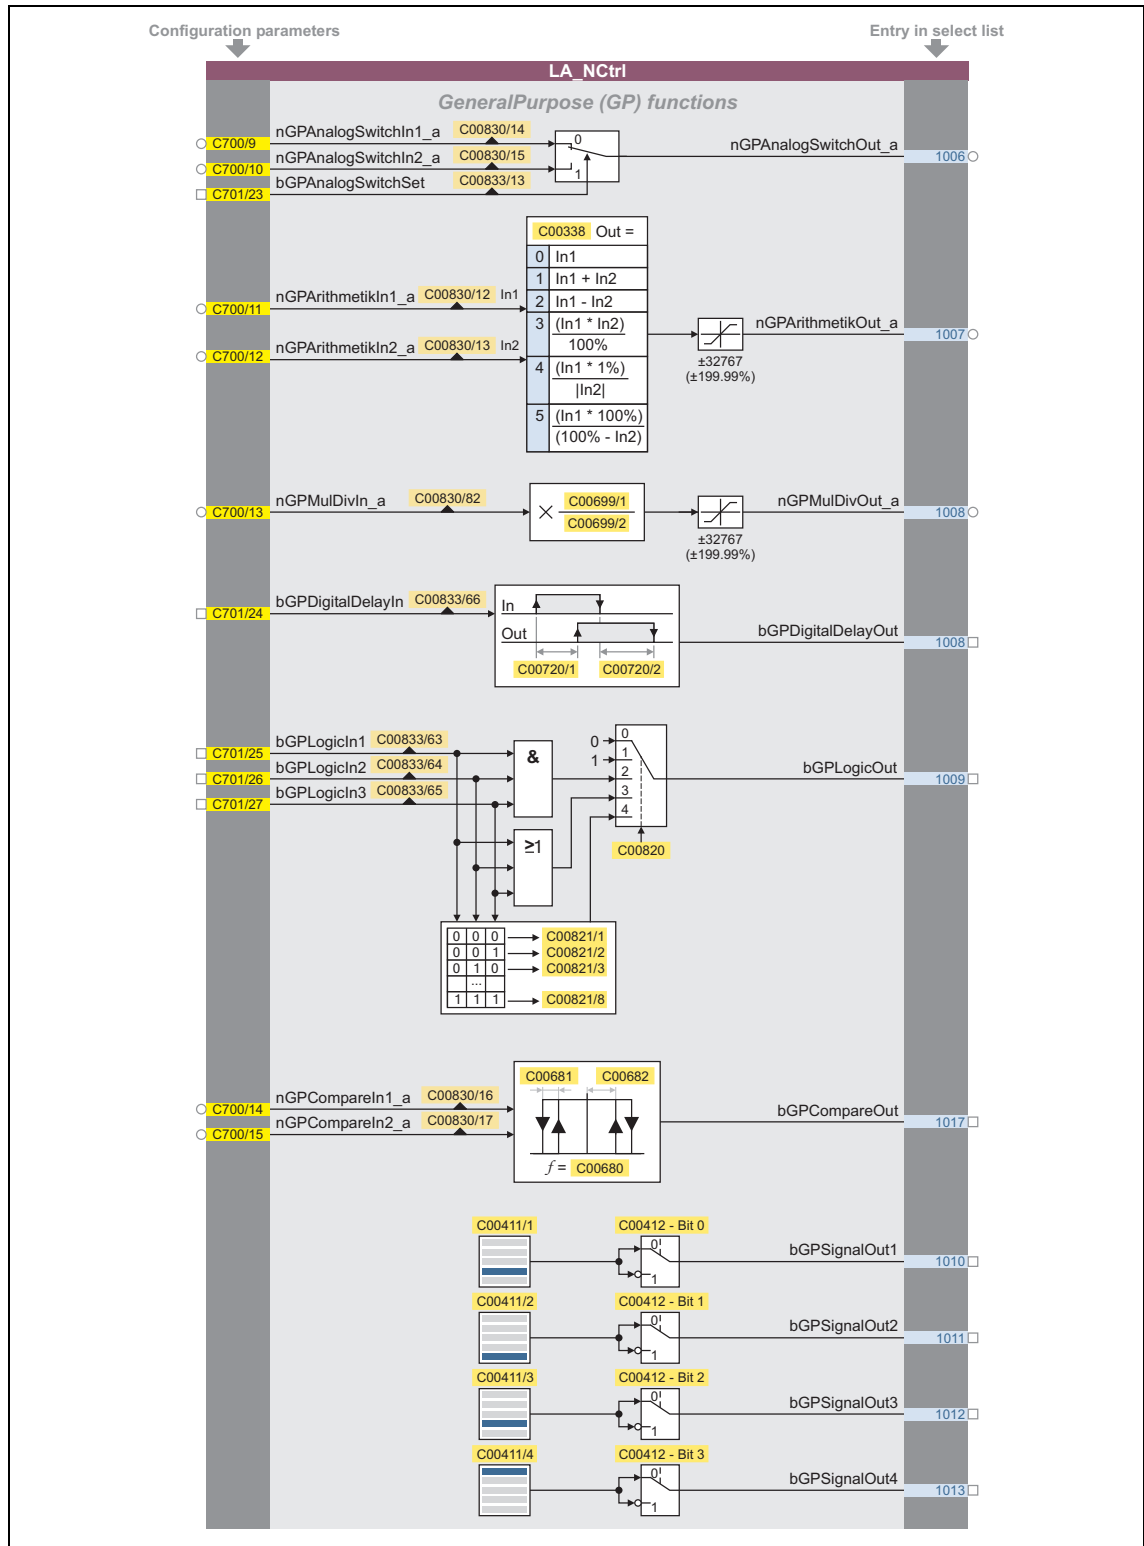 Configuration parameters
Entry in select list
LA_NCtrl
GeneralPurpose (GP) functions
C700/9
nGPAnalogSwitchIn1_a
C00830/14
C700/10
nGPAnalogSwitchIn2_a
C00830/15
C701/23
bGPAnalogSwitchSet
C00833/13
0
1
nGPAnalogSwitchOut_a
1006
C00338 Out =
0 In1
1 In1 + In2
2 In1 - In2
3 (In1 * In2)
100%
4 (In1 * 1%)
|In2|
5 (In1 * 100%)
(100% - In2)
C700/11
nGPArithmetikIn1_a
C00830/12
In1
C700/12
nGPArithmetikIn2_a
C00830/13
In2
±32767
(±199.99%)
nGPArithmetikOut_a
1007
C700/13
nGPMulDivIn_a
C00830/82
×
C00699/1
C00699/2
±32767
(±199.99%)
nGPMulDivOut_a
1008
C701/24
bGPDigitalDelayIn
C00833/66
In
Out
C00720/1
C00720/2
bGPDigitalDelayOut
1008
C701/25
bGPLogicIn1
C00833/63
C701/26
bGPLogicIn2
C00833/64
C701/27
bGPLogicIn3
C00833/65
&
≥1
0
1
0
1
2
3
4
C00820
bGPLogicOut
1009
0 0 0 C00821/1
0 0 1 C00821/2
0 1 0 C00821/3
...
1 1 1 C00821/8
C700/14
nGPCompareIn1_a
C00830/16
C700/15
nGPCompareIn2_a
C00830/17
C00681
C00682
f = C00680
bGPCompareOut
1017
C00411/1
C00412 - Bit 0
0
1
bGPSignalOut1
1010
C00411/2
C00412 - Bit 1
0
1
bGPSignalOut2
1011
C00411/3
C00412 - Bit 2
0
1
bGPSignalOut3
1012
C00411/4
C00412 - Bit 3
0
1
bGPSignalOut4
1013